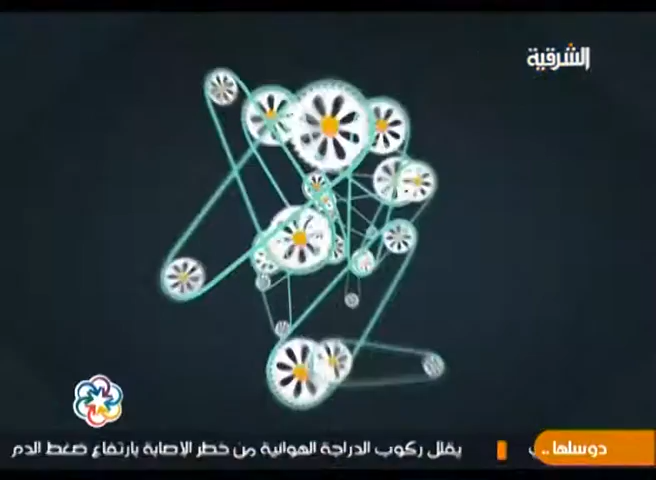 الشرقية
دوسلها..
يقلل ركوب الدراجة الهوائية من خطر الإصابة بارتفاع ضغط الدم